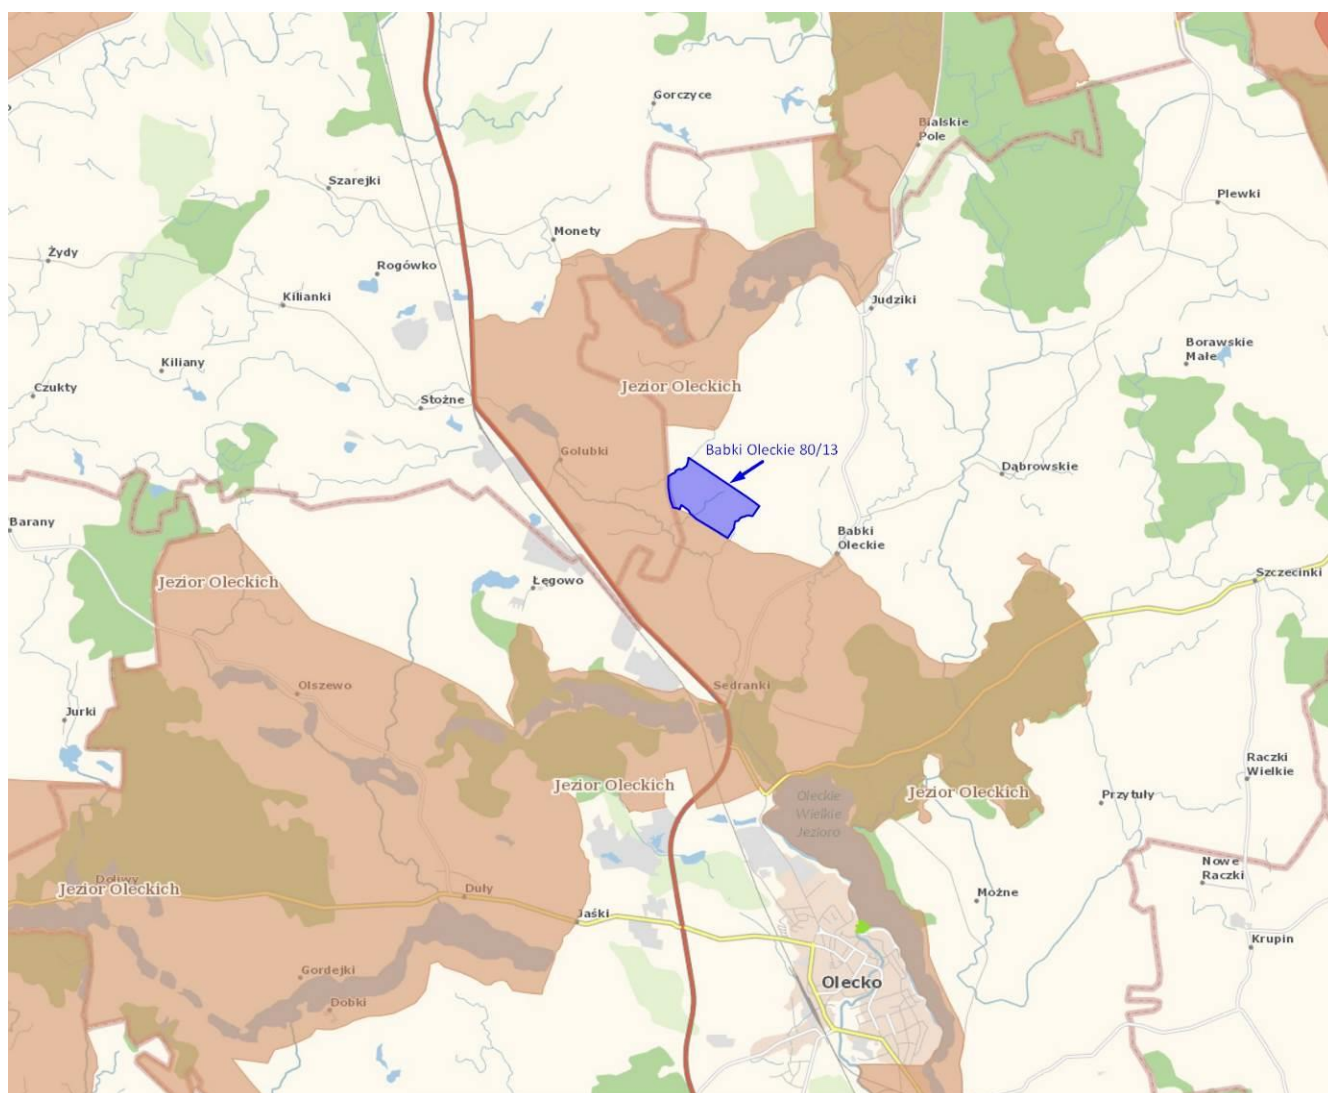 Gorczyce
Bialskie
Pole
Szarejki
Plewki
Monety
Żydy
Rogówko
Kilianki
Judziki
Borawskie
Małe
Kiliany
Jezior Oleckich
Czukty
Stożne
Babki Oleckie 80/13
Golubki
Dąbrowskie
Barany
Babki
Oleckie
Szczecinki
Jezior Oleckich
Łęgowo
Olszewo
Sedranki
Jurki
Raczki
Wielkie
Jezior Oleckich
Oleckie
Wielkie
Jezioro
Jezior Oleckich
Przytuły
Nowe
Raczki
Doliwy
Jezior Oleckich
Duły
Możne
Jaśki
Krupin
Gordejki
Olecko
Dobki